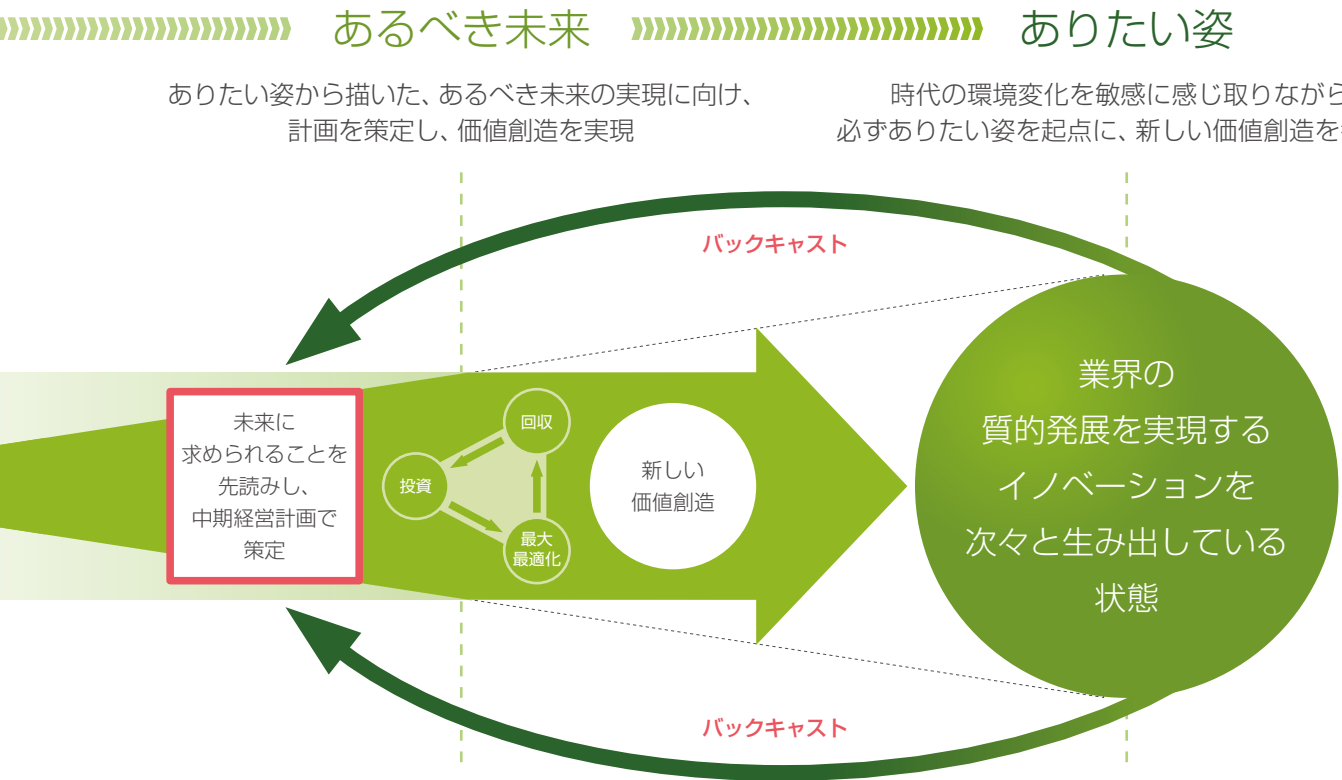 あるべき未来
ありたい姿
ありたい姿から描いた、あるべき未来の実現に向け、
計画を策定し、価値創造を実現
時代の環境変化を敏感に感じ取りながら
必ずありたい姿を起点に、新しい価値創造を
バックキャスト
未来に
求められることを
先読みし、
中期経営計画で
策定
回収
投資
最大
最適化
新しい
価値創造
業界の
質的発展を実現する
イノベーションを
次々と生み出している
状態
バックキャスト